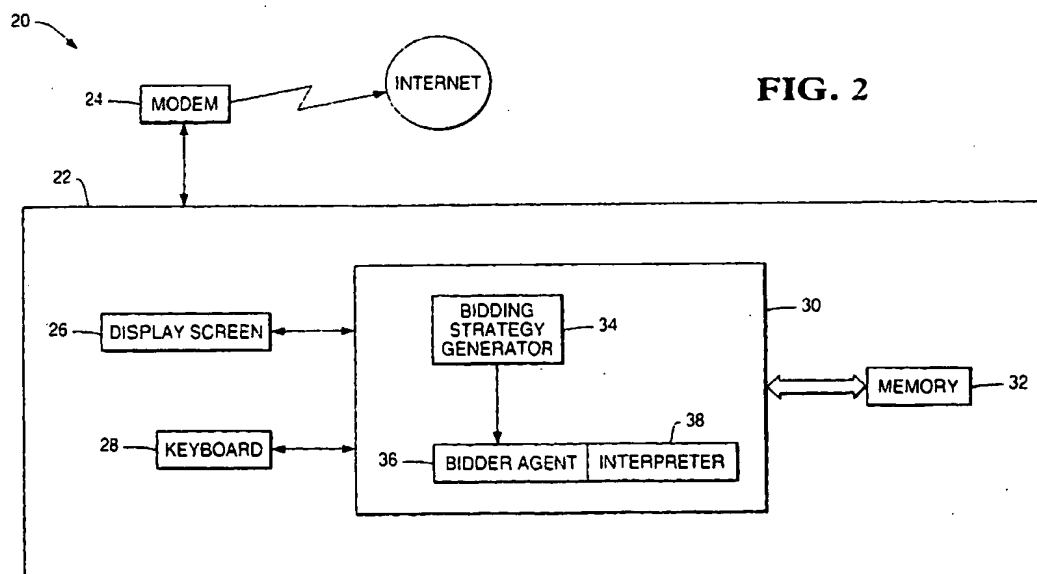 20
INTERNET
FIG. 2
24
MODEM
22
30
BIDDING
STRATEGY
GENERATOR
34
26
DISPLAY SCREEN
MEMORY
32
28
KEYBOARD
38
36
BIDDER AGENT
INTERPRETER